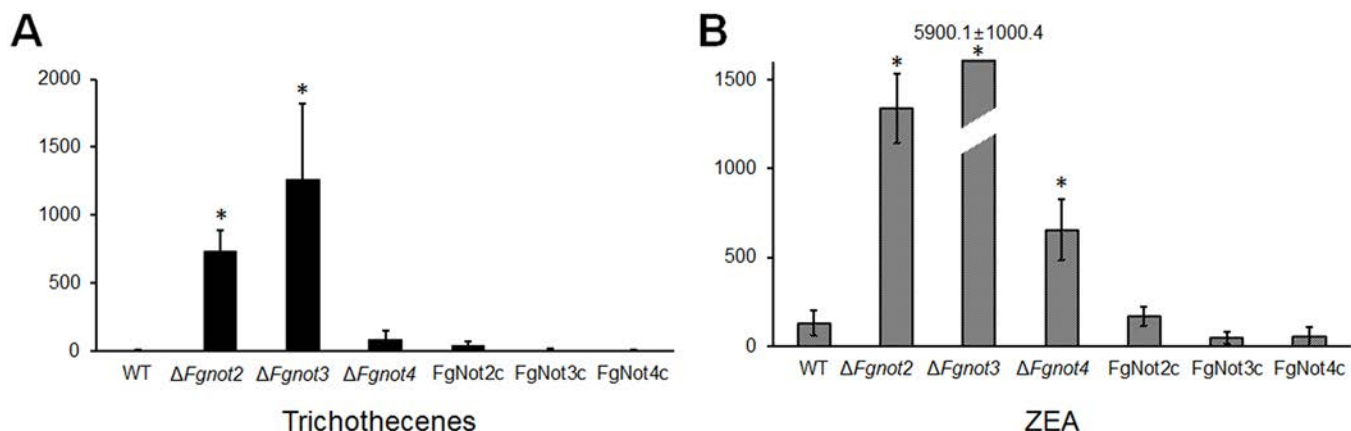 A
2000
1500
1000
500
0
*
*
WT ΔFgnot2 ΔFgnot3 ΔFgnot4 FgNot2c FgNot3c FgNot4c
Trichothecenes
B
5900.1±1000.4
1500
1000
500
0
*
*
*
WT ΔFgnot2 ΔFgnot3 ΔFgnot4 FgNot2c FgNot3c FgNot4c
ZEA